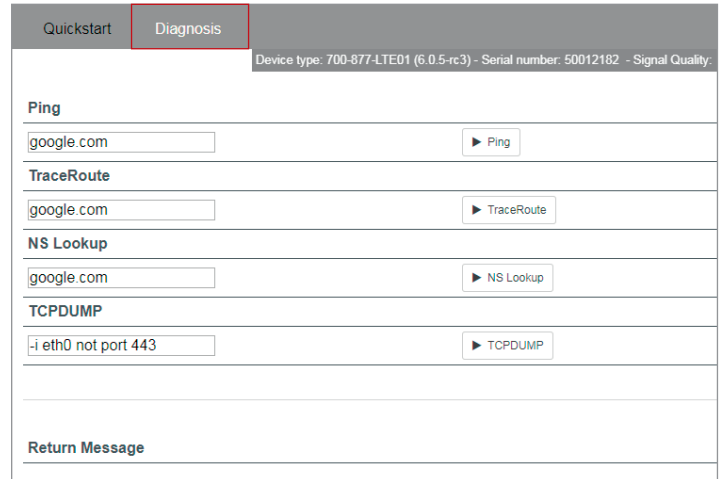 Quickstart Diagnosis
Device type: 700-877-LTE01 (6.0.5-rc3) - Serial number: 50012182 - Signal Quality:
Ping
google.com Ping
TraceRoute
google.com TraceRoute
NS Lookup
google.com NS Lookup
TCPDUMP
-i eth0 not port 443 TCPDUMP
Return Message